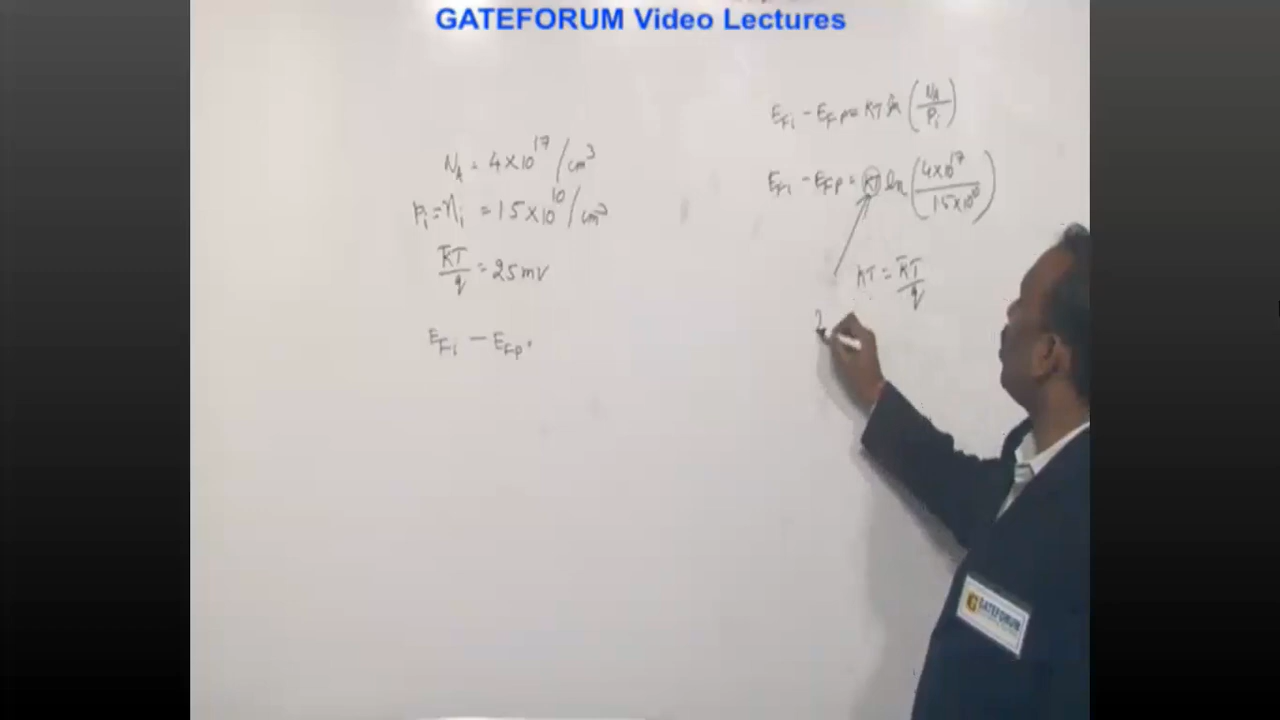 GATEFORUM Video Lectures
N_A = 4×10^17 /cm^3
p_i = n_i = 1.5×10^10 /cm^3
K̅T/q = 25mV
E_Fi − E_Fp =
E_Fi − E_Fp = KT ln (N_A/P_i)
E_Fi − E_Fp = KT ln (4×10^17/1.5×10^10)
KT = K̅T/q
2
GATEFORUM